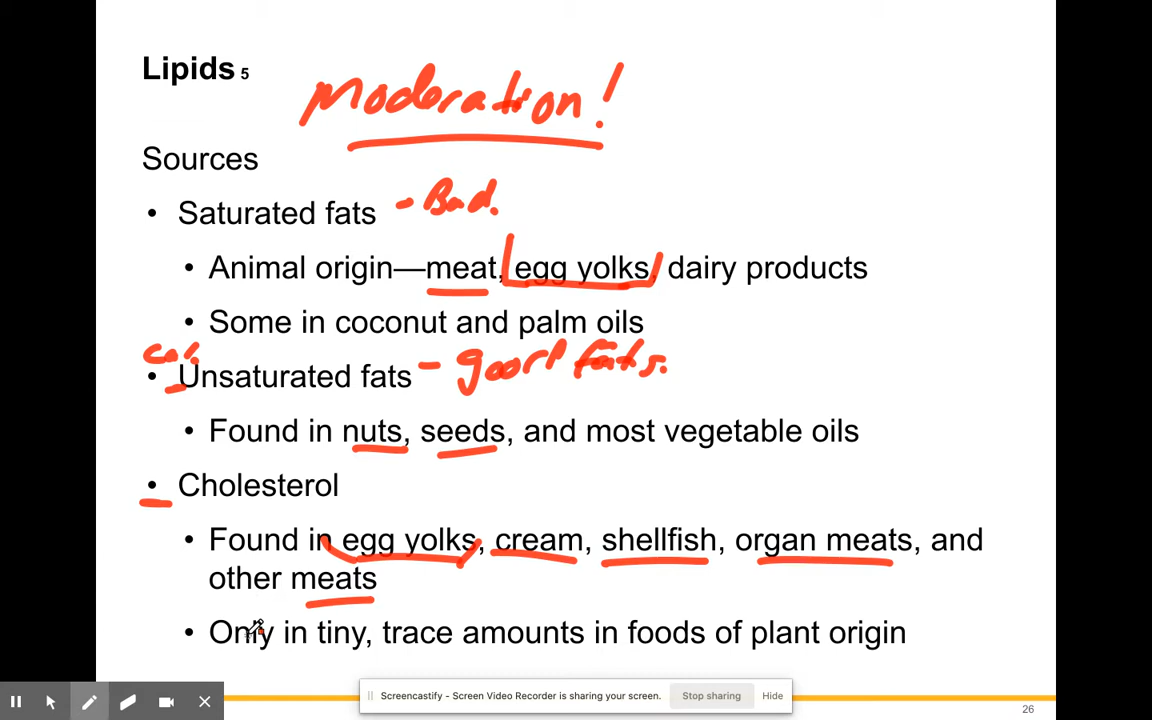 Lipids 5
moderation!
Sources
• Saturated fats - Bad.
• Animal origin—meat, egg yolks, dairy products
• Some in coconut and palm oils
• Unsaturated fats - good fats.
• Found in nuts, seeds, and most vegetable oils
• Cholesterol
• Found in egg yolks, cream, shellfish, organ meats, and
other meats
• Only in tiny, trace amounts in foods of plant origin
Screencastify - Screen Video Recorder is sharing your screen. Stop sharing Hide
26